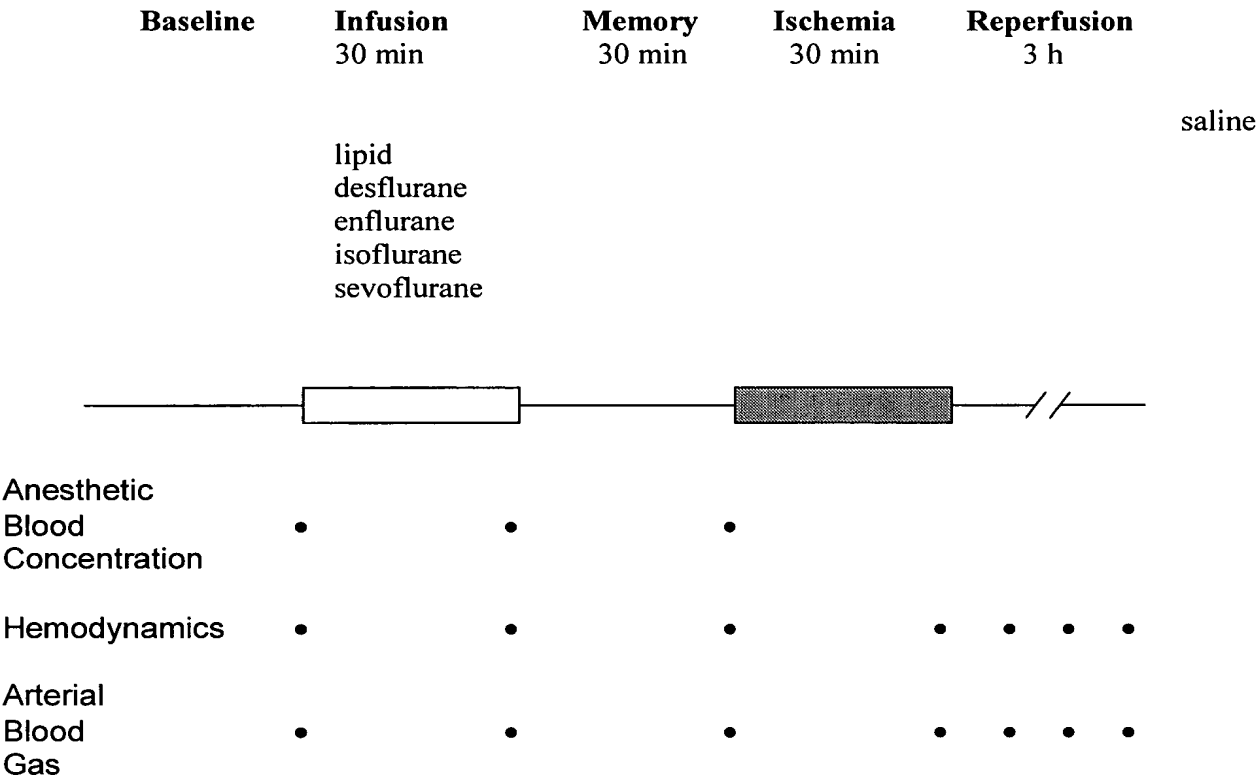 Baseline Infusion Memory Ischemia Reperfusion
30 min 30 min 30 min 3 h
saline
lipid
desflurane
enflurane
isoflurane
sevoflurane
Anesthetic
Blood
Concentration
Hemodynamics
Arterial
Blood
Gas